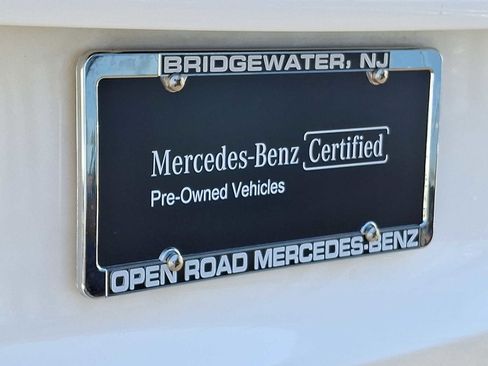 BRIDGEWATER, NJ
Mercedes-Benz Certified
Pre-Owned Vehicles
OPEN ROAD MERCEDES-BENZ